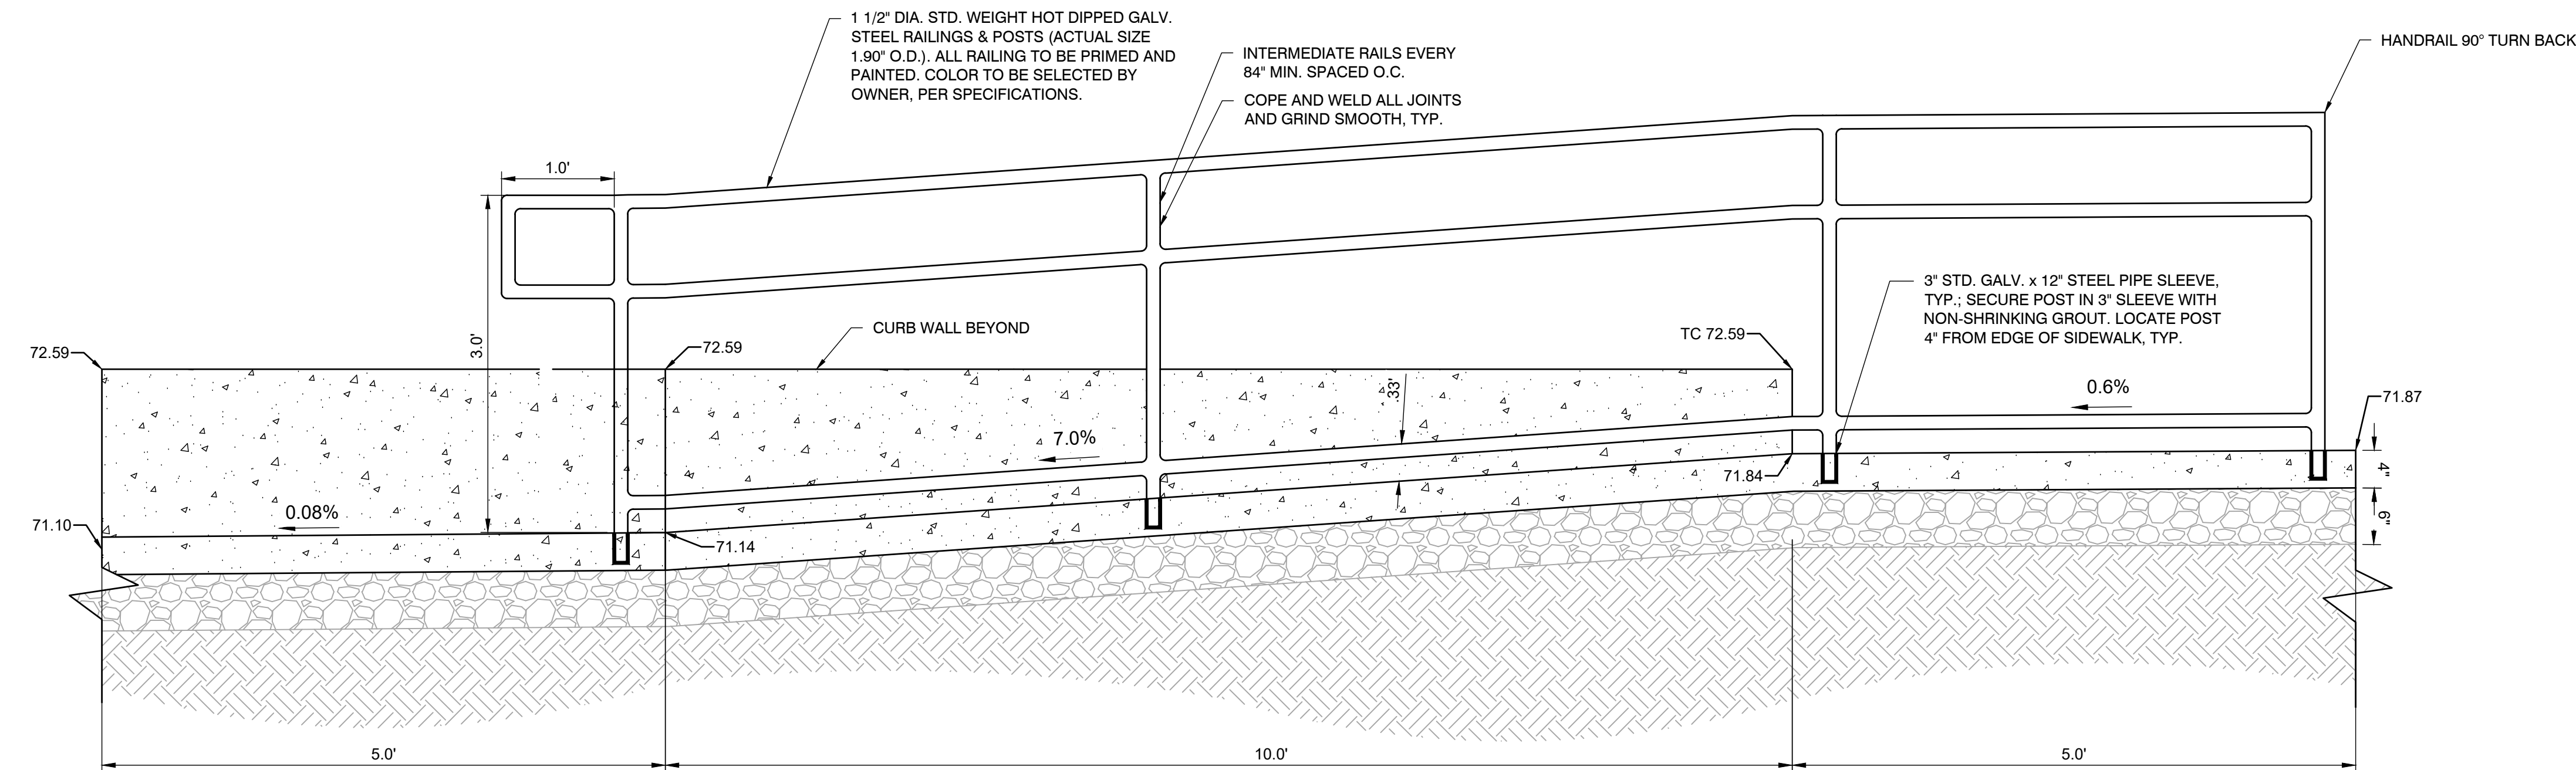 1 1/2" DIA. STD. WEIGHT HOT DIPPED GALV.
STEEL RAILINGS & POSTS (ACTUAL SIZE
1.90" O.D.). ALL RAILING TO BE PRIMED AND
PAINTED. COLOR TO BE SELECTED BY
OWNER, PER SPECIFICATIONS.
INTERMEDIATE RAILS EVERY
84" MIN. SPACED O.C.
COPE AND WELD ALL JOINTS
AND GRIND SMOOTH, TYP.
HANDRAIL 90° TURN BACK
1.0'
3.0'
3" STD. GALV. x 12" STEEL PIPE SLEEVE,
TYP.; SECURE POST IN 3" SLEEVE WITH
NON-SHRINKING GROUT. LOCATE POST
4" FROM EDGE OF SIDEWALK, TYP.
CURB WALL BEYOND
72.59
72.59
TC 72.59
.33'
0.6%
71.87
7.0%
4"
71.84
6"
0.08%
71.10
71.14
5.0'
10.0'
5.0'